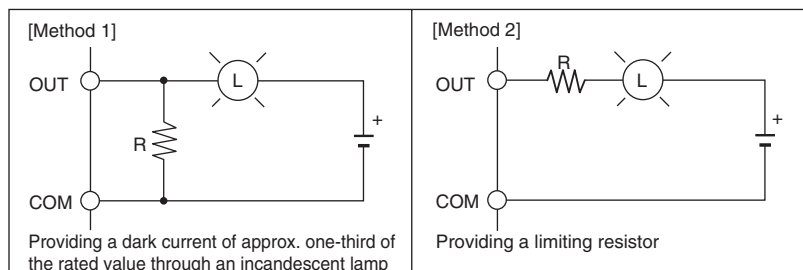 [Method 1]
OUT
L
R
+
COM
Providing a dark current of approx. one-third of
the rated value through an incandescent lamp
[Method 2]
OUT
R
L
+
COM
Providing a limiting resistor